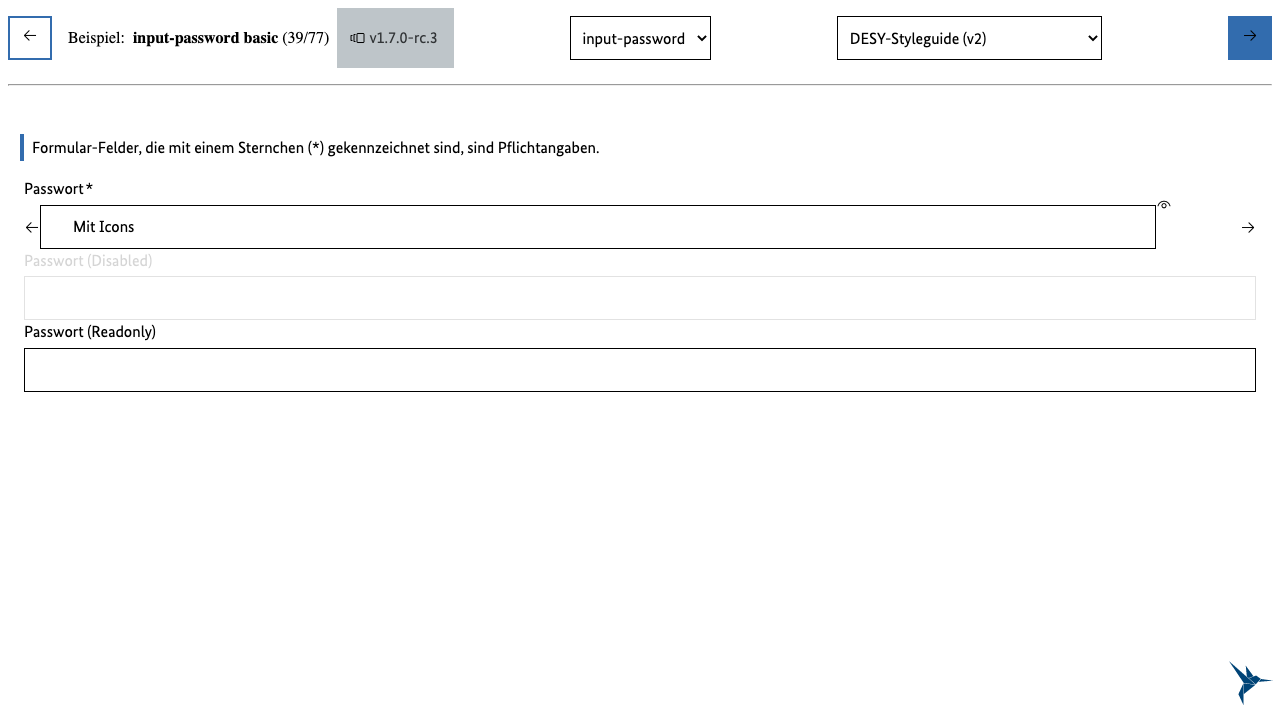 Beispiel: input-password basic (39/77) v1.7.0-rc.3 input-password DESY-Styleguide (v2)
Formular-Felder, die mit einem Sternchen (*) gekennzeichnet sind, sind Pflichtangaben.
Passwort*
Mit Icons
Passwort (Disabled)
Passwort (Readonly)